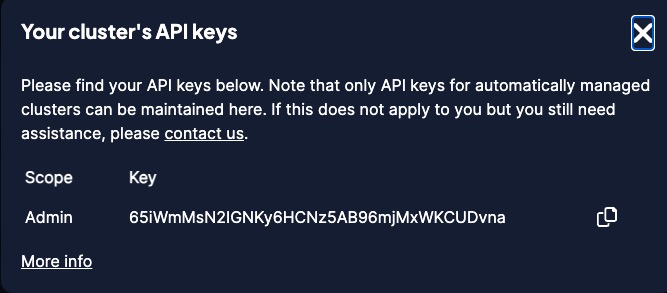 Your cluster's API keys
Please find your API keys below. Note that only API keys for automatically managed
clusters can be maintained here. If this does not apply to you but you still need
assistance, please contact us.
Scope Key
Admin 65iWmMsN2IGNKy6HCNz5AB96mjMxWKCUDvna
More info